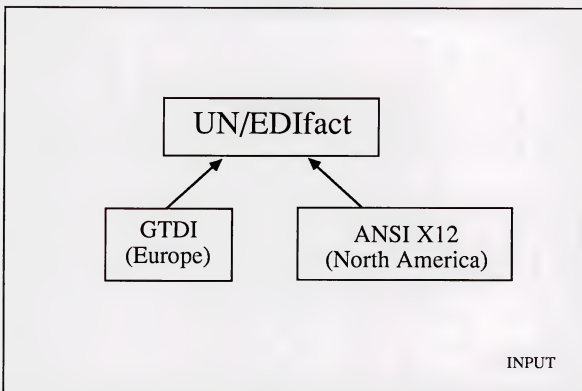 UN/EDIfact
GTDI
(Europe)
ANSI X12
(North America)
INPUT